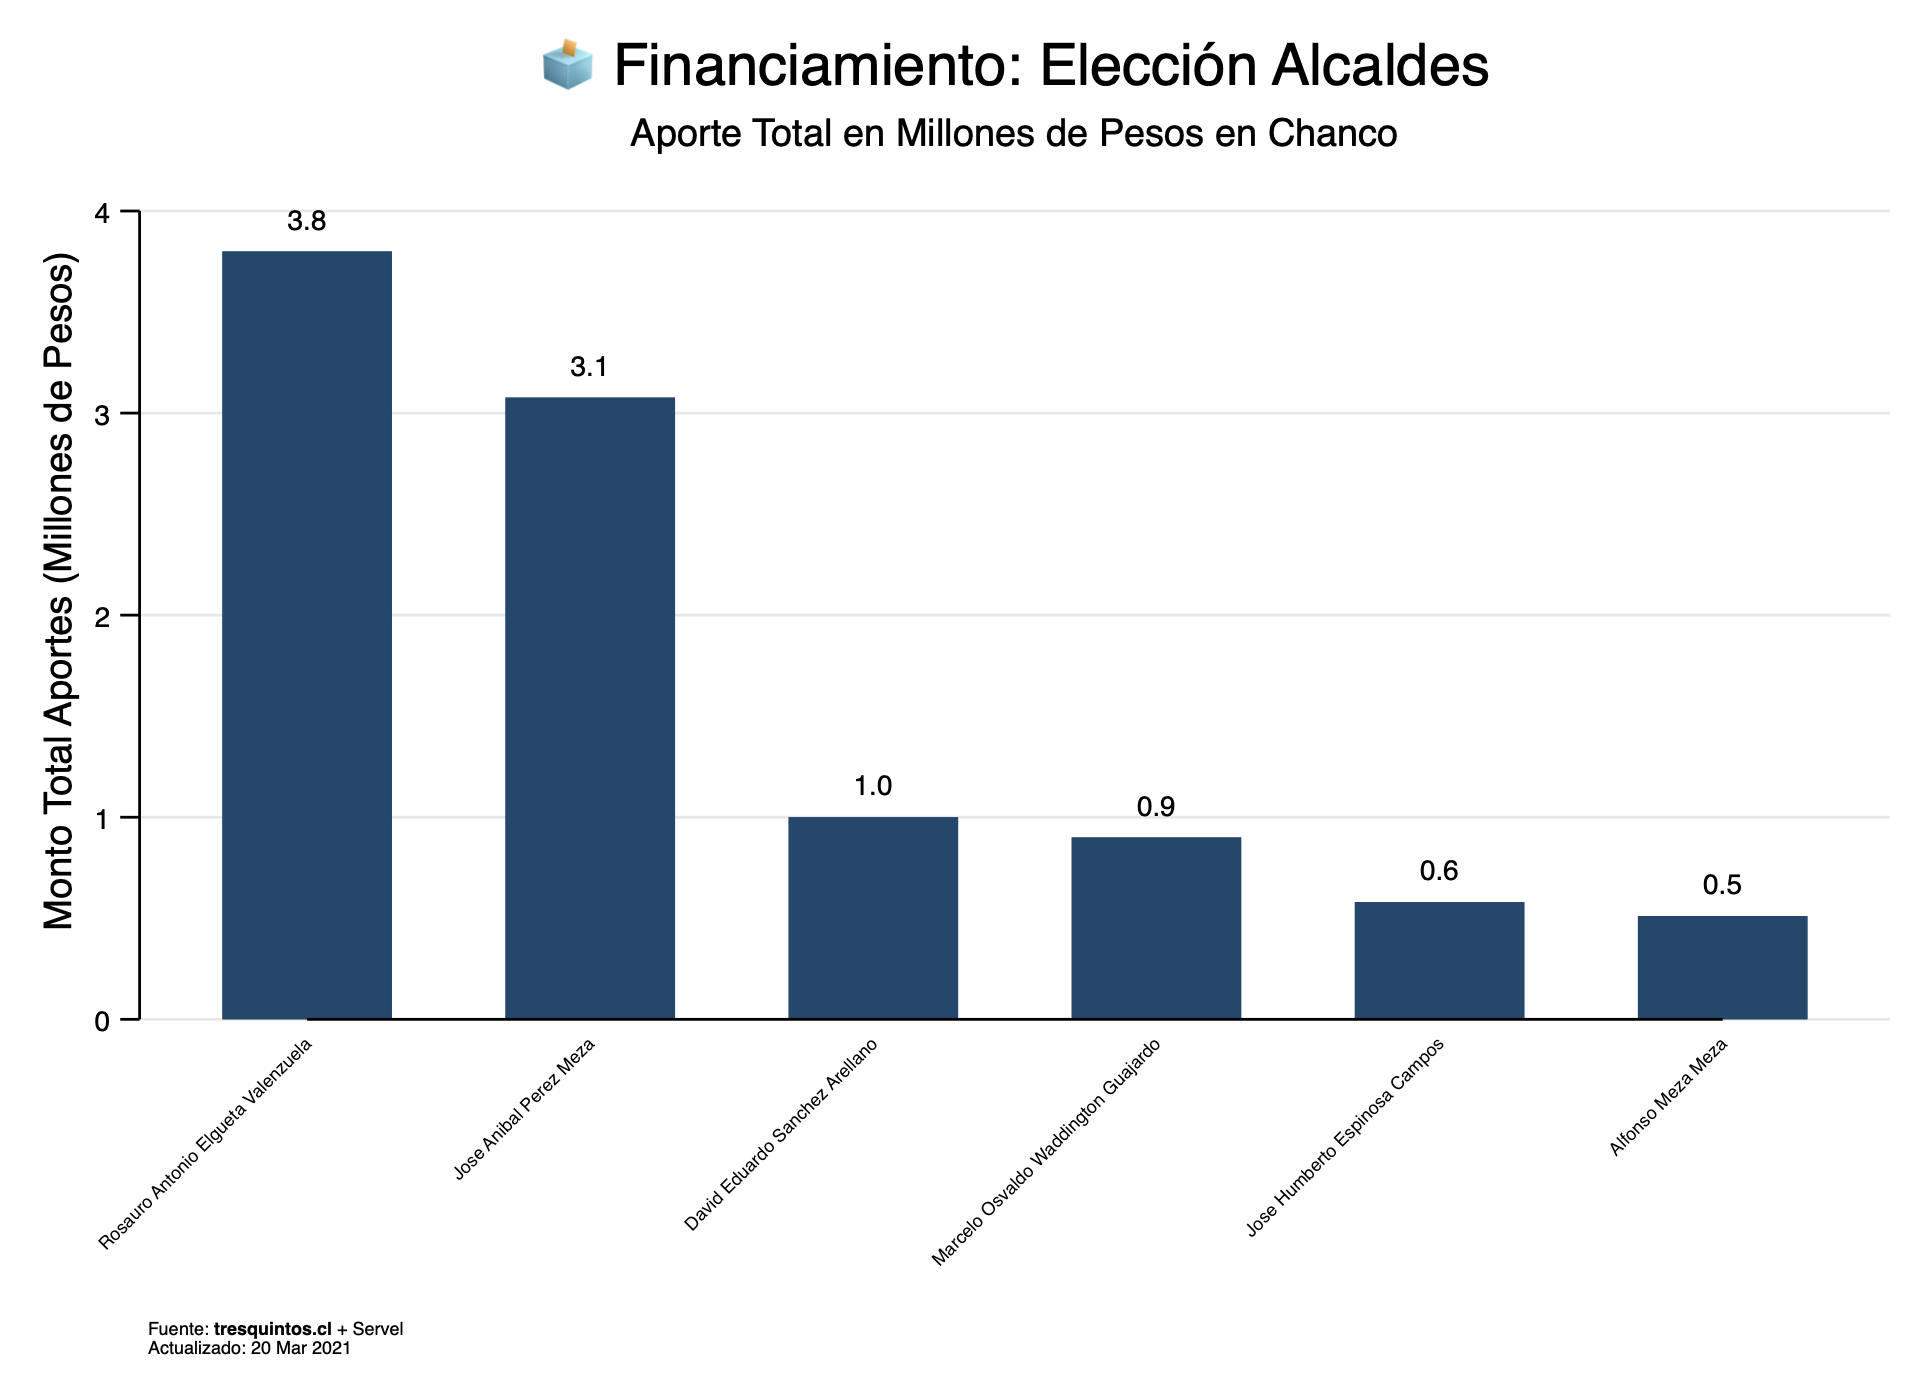 Financiamiento: Elección Alcaldes
Aporte Total en Millones de Pesos en Chanco
Monto Total Aportes (Millones de Pesos)
4
3
2
1
0
3.8
3.1
1.0
0.9
0.6
0.5
Rosauro Antonio Elgueta Valenzuela
Jose Anibal Perez Meza
David Eduardo Sanchez Arellano
Marcelo Osvaldo Waddington Guajardo
Jose Humberto Espinosa Campos
Alfonso Meza Meza
Fuente: tresquintos.cl + Servel
Actualizado: 20 Mar 2021